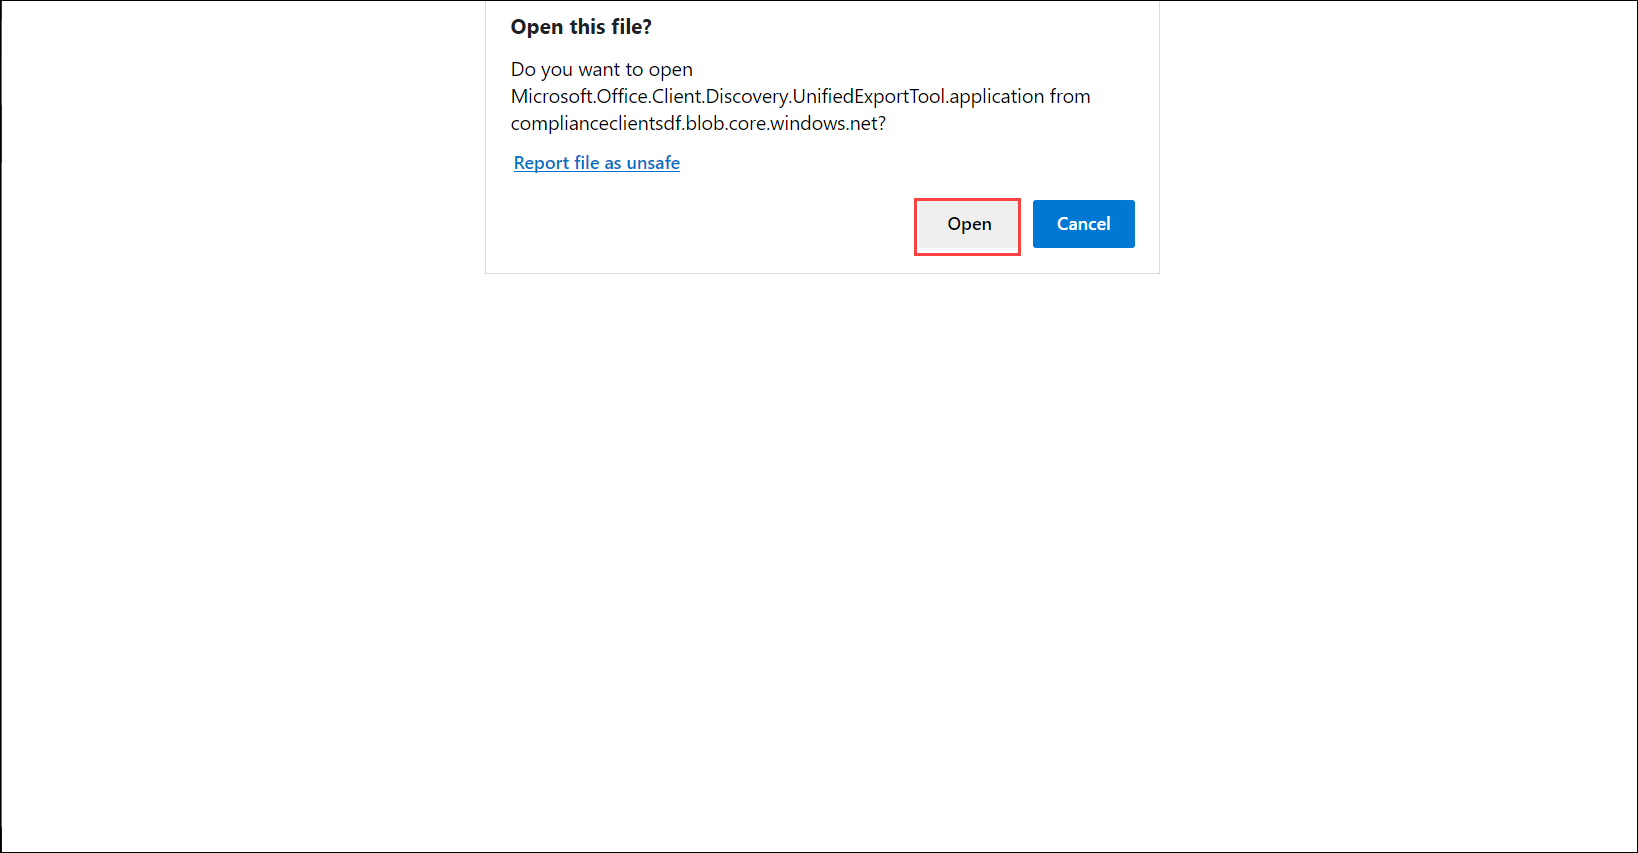 Open this file?
Do you want to open
Microsoft.Office.Client.Discovery.UnifiedExportTool.application from
complianceclientsdf.blob.core.windows.net?
Report file as unsafe
Open
Cancel